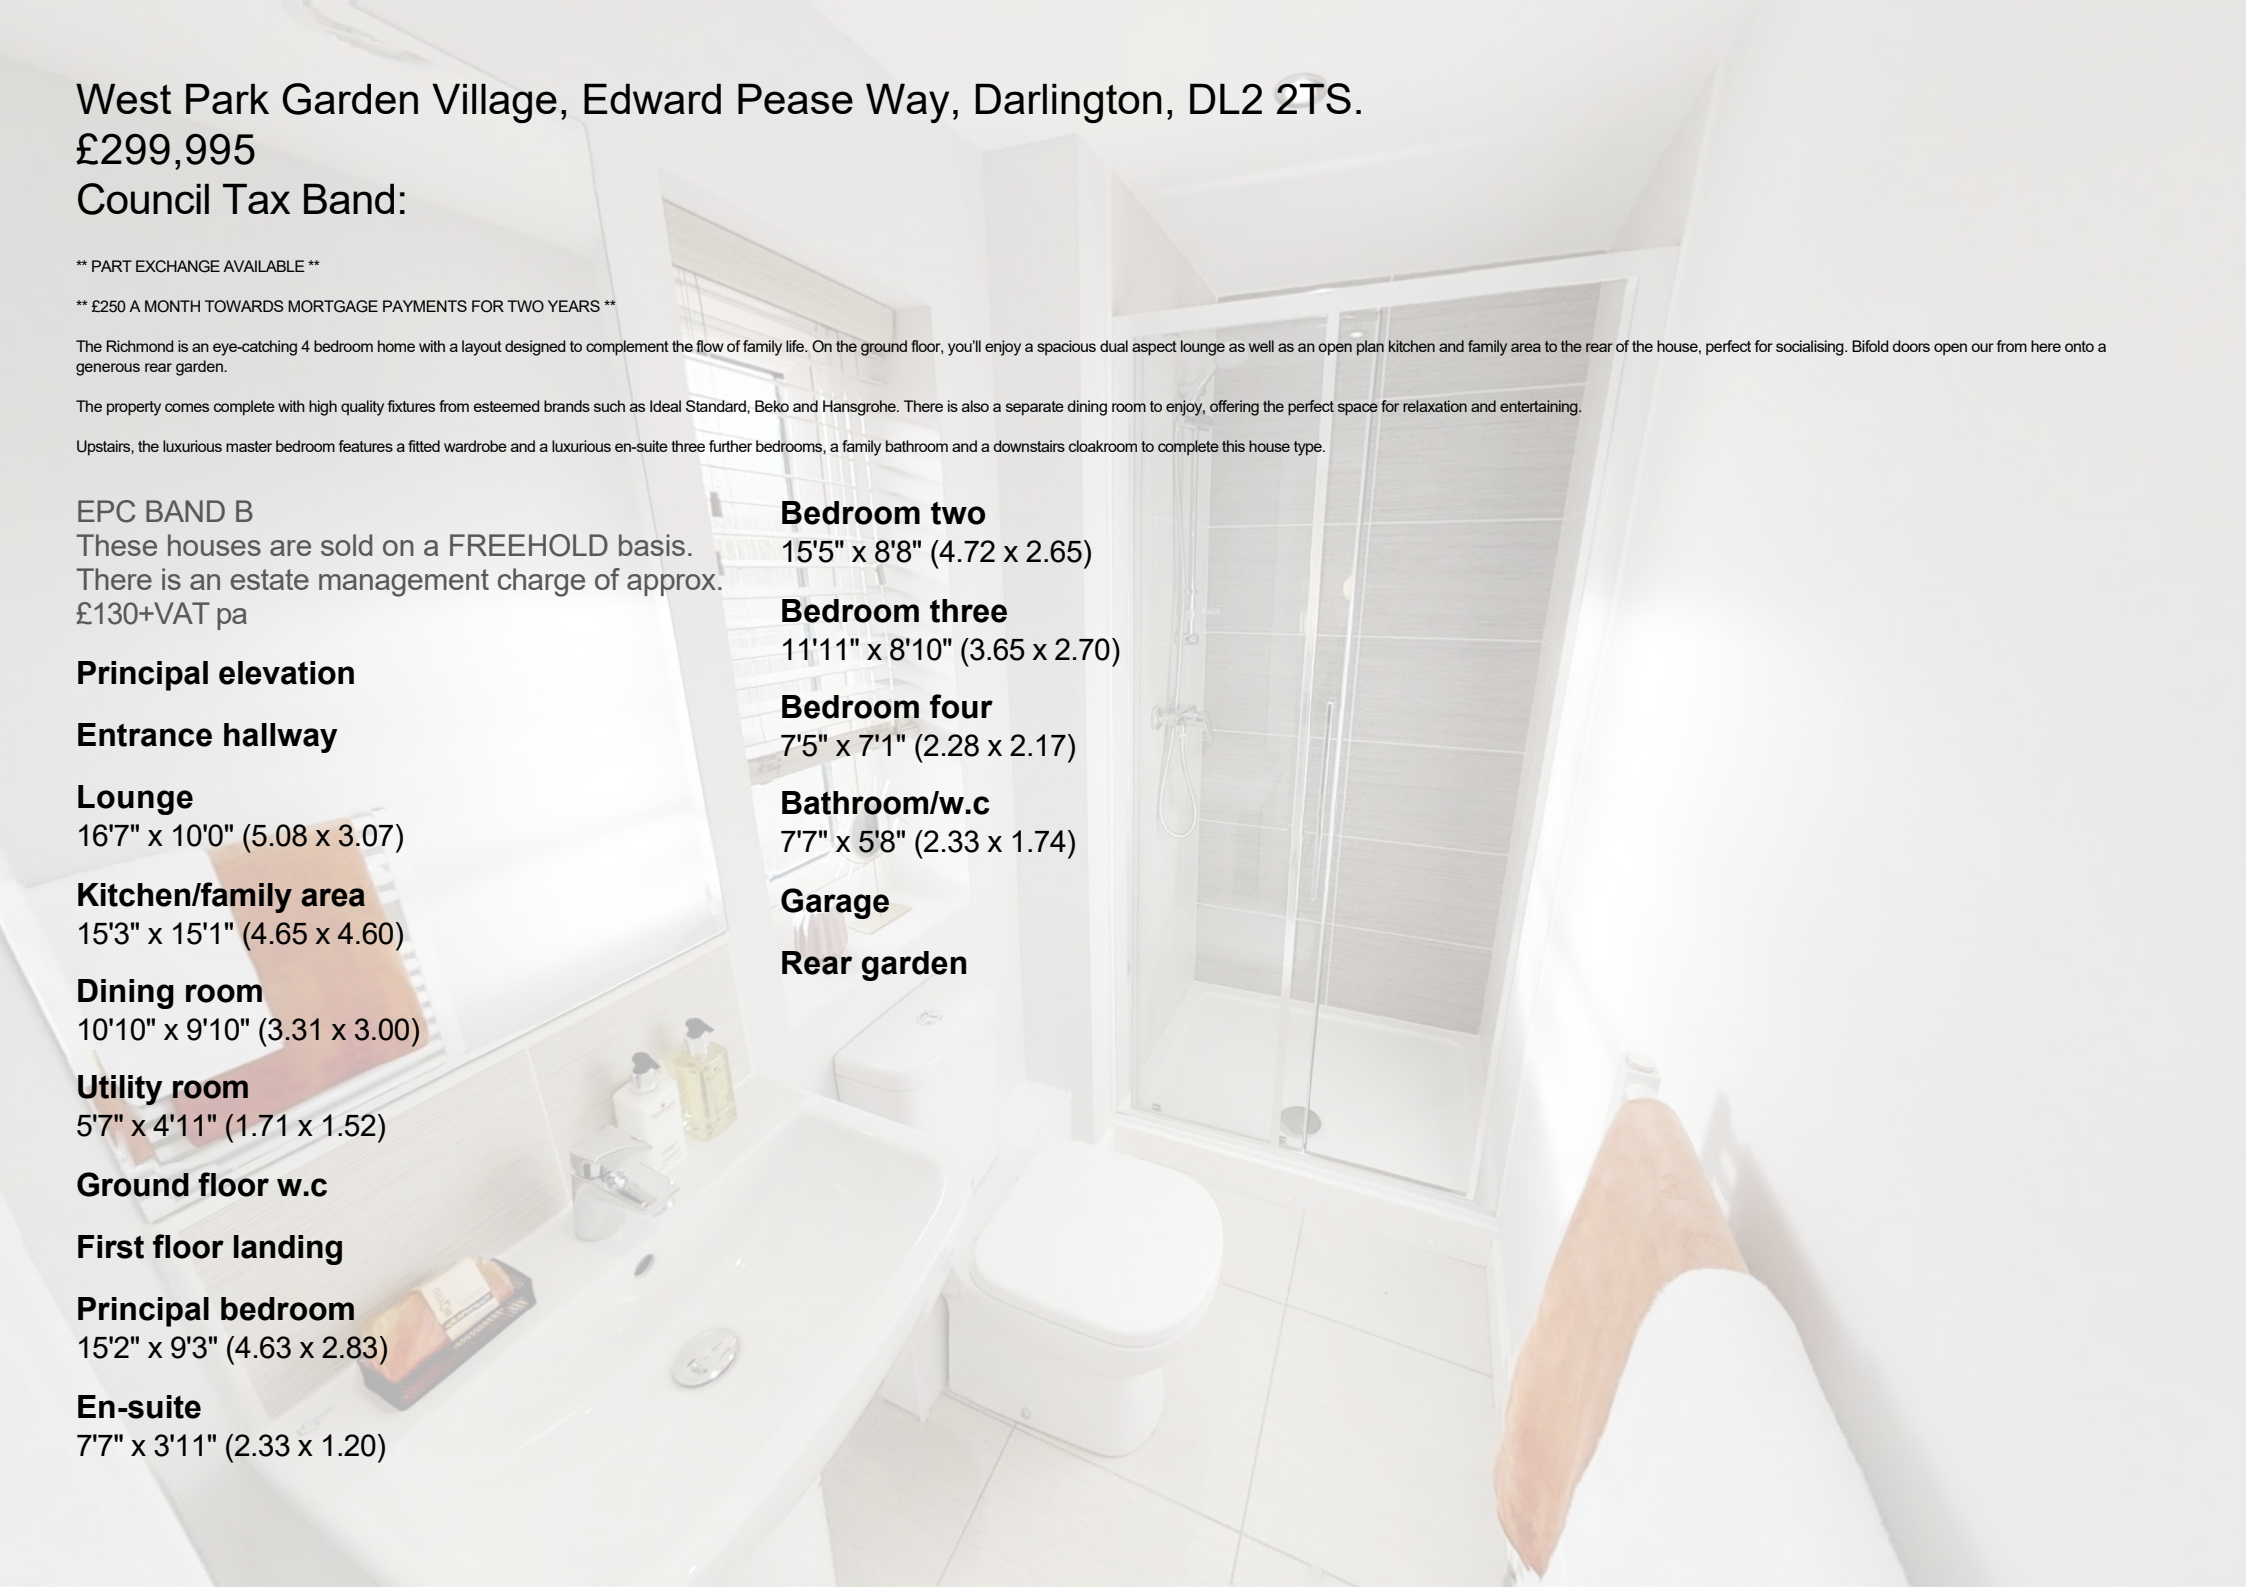 West Park Garden Village, Edward Pease Way, Darlington, DL2 2TS.
£299,995
Council Tax Band:
** PART EXCHANGE AVAILABLE **
** £250 A MONTH TOWARDS MORTGAGE PAYMENTS FOR TWO YEARS **
The Richmond is an eye-catching 4 bedroom home with a layout designed to complement the flow of family life. On the ground floor, you’ll enjoy a spacious dual aspect lounge as well as an open plan kitchen and family area to the rear of the house, perfect for socialising. Bifold doors open our from here onto a
generous rear garden.
The property comes complete with high quality fixtures from esteemed brands such as Ideal Standard, Beko and Hansgrohe. There is also a separate dining room to enjoy, offering the perfect space for relaxation and entertaining.
Upstairs, the luxurious master bedroom features a fitted wardrobe and a luxurious en-suite three further bedrooms, a family bathroom and a downstairs cloakroom to complete this house type.
EPC BAND B
These houses are sold on a FREEHOLD basis.
There is an estate management charge of approx.
£130+VAT pa
Principal elevation
Entrance hallway
Lounge
16'7" x 10'0" (5.08 x 3.07)
Kitchen/family area
15'3" x 15'1" (4.65 x 4.60)
Dining room
10'10" x 9'10" (3.31 x 3.00)
Utility room
5'7" x 4'11" (1.71 x 1.52)
Ground floor w.c
First floor landing
Principal bedroom
15'2" x 9'3" (4.63 x 2.83)
En-suite
7'7" x 3'11" (2.33 x 1.20)
Bedroom two
15'5" x 8'8" (4.72 x 2.65)
Bedroom three
11'11" x 8'10" (3.65 x 2.70)
Bedroom four
7'5" x 7'1" (2.28 x 2.17)
Bathroom/w.c
7'7" x 5'8" (2.33 x 1.74)
Garage
Rear garden